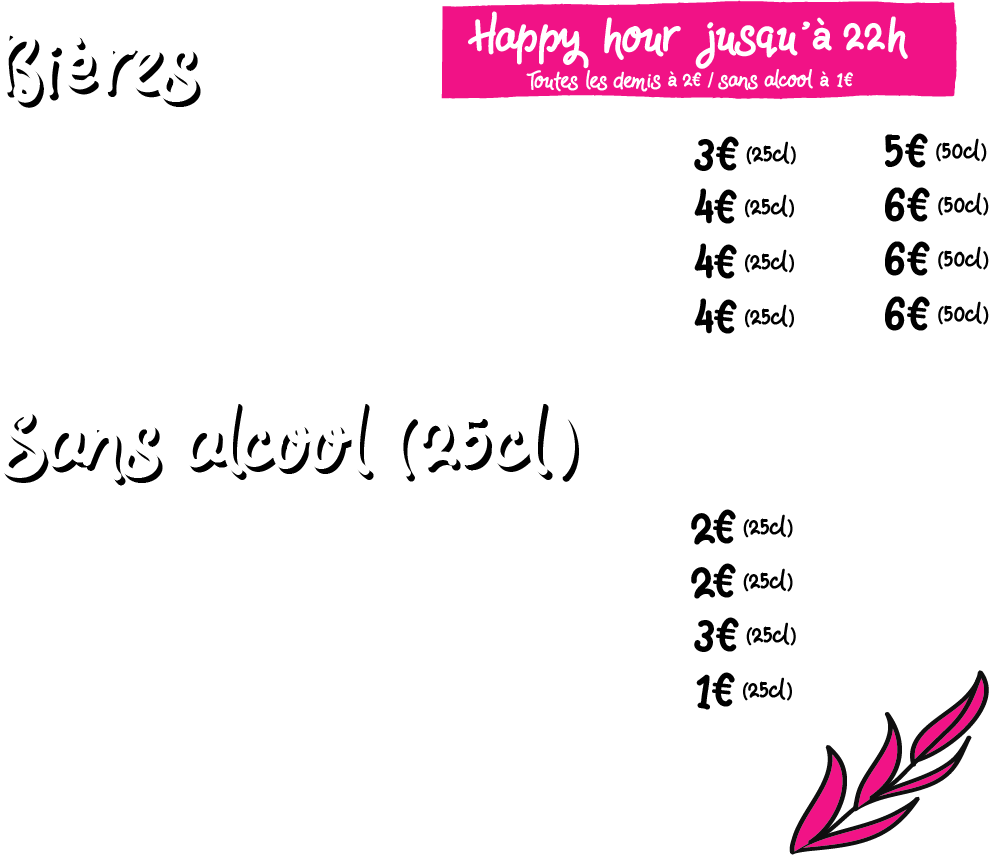 Bières
Happy hour jusqu'à 22h
Toutes les demis à 2€ / sans alcool à 1€
3€ (25cl) 5€ (50cl)
4€ (25cl) 6€ (50cl)
4€ (25cl) 6€ (50cl)
4€ (25cl) 6€ (50cl)
Sans alcool (25cl)
2€ (25cl)
2€ (25cl)
3€ (25cl)
1€ (25cl)